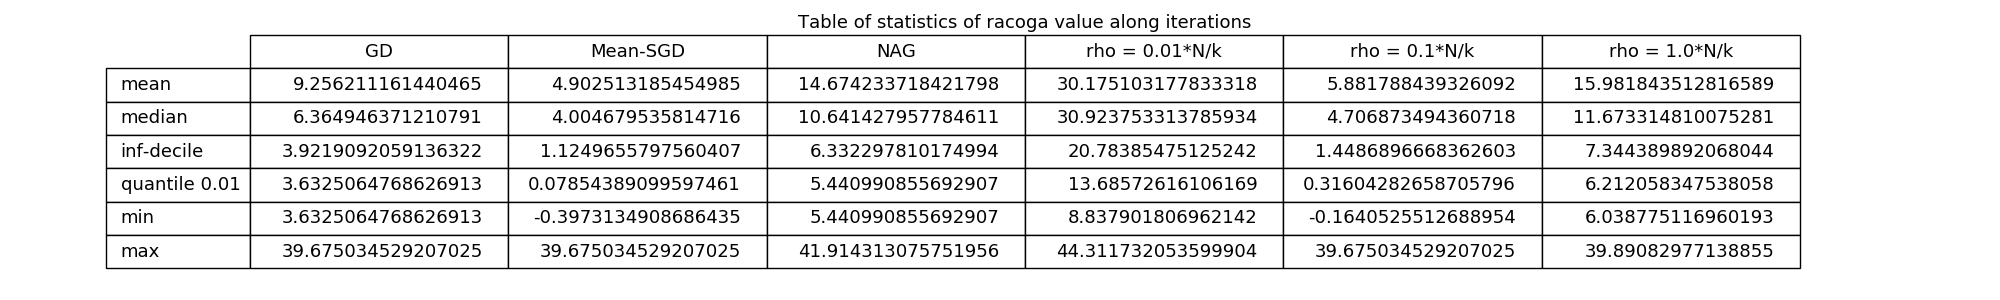 Table of statistics of racoga value along iterations
GD Mean-SGD NAG rho = 0.01*N/k rho = 0.1*N/k rho = 1.0*N/k
mean 9.256211161440465 4.902513185454985 14.674233718421798 30.175103177833318 5.881788439326092 15.981843512816589
median 6.364946371210791 4.004679535814716 10.641427957784611 30.923753313785934 4.706873494360718 11.673314810075281
inf-decile 3.9219092059136322 1.1249655797560407 6.332297810174994 20.78385475125242 1.4486896668362603 7.344389892068044
quantile 0.01 3.6325064768626913 0.07854389099597461 5.440990855692907 13.68572616106169 0.31604282658705796 6.212058347538058
min 3.6325064768626913 -0.3973134908686435 5.440990855692907 8.837901806962142 -0.1640525512688954 6.038775116960193
max 39.675034529207025 39.675034529207025 41.914313075751956 44.311732053599904 39.675034529207025 39.89082977138855